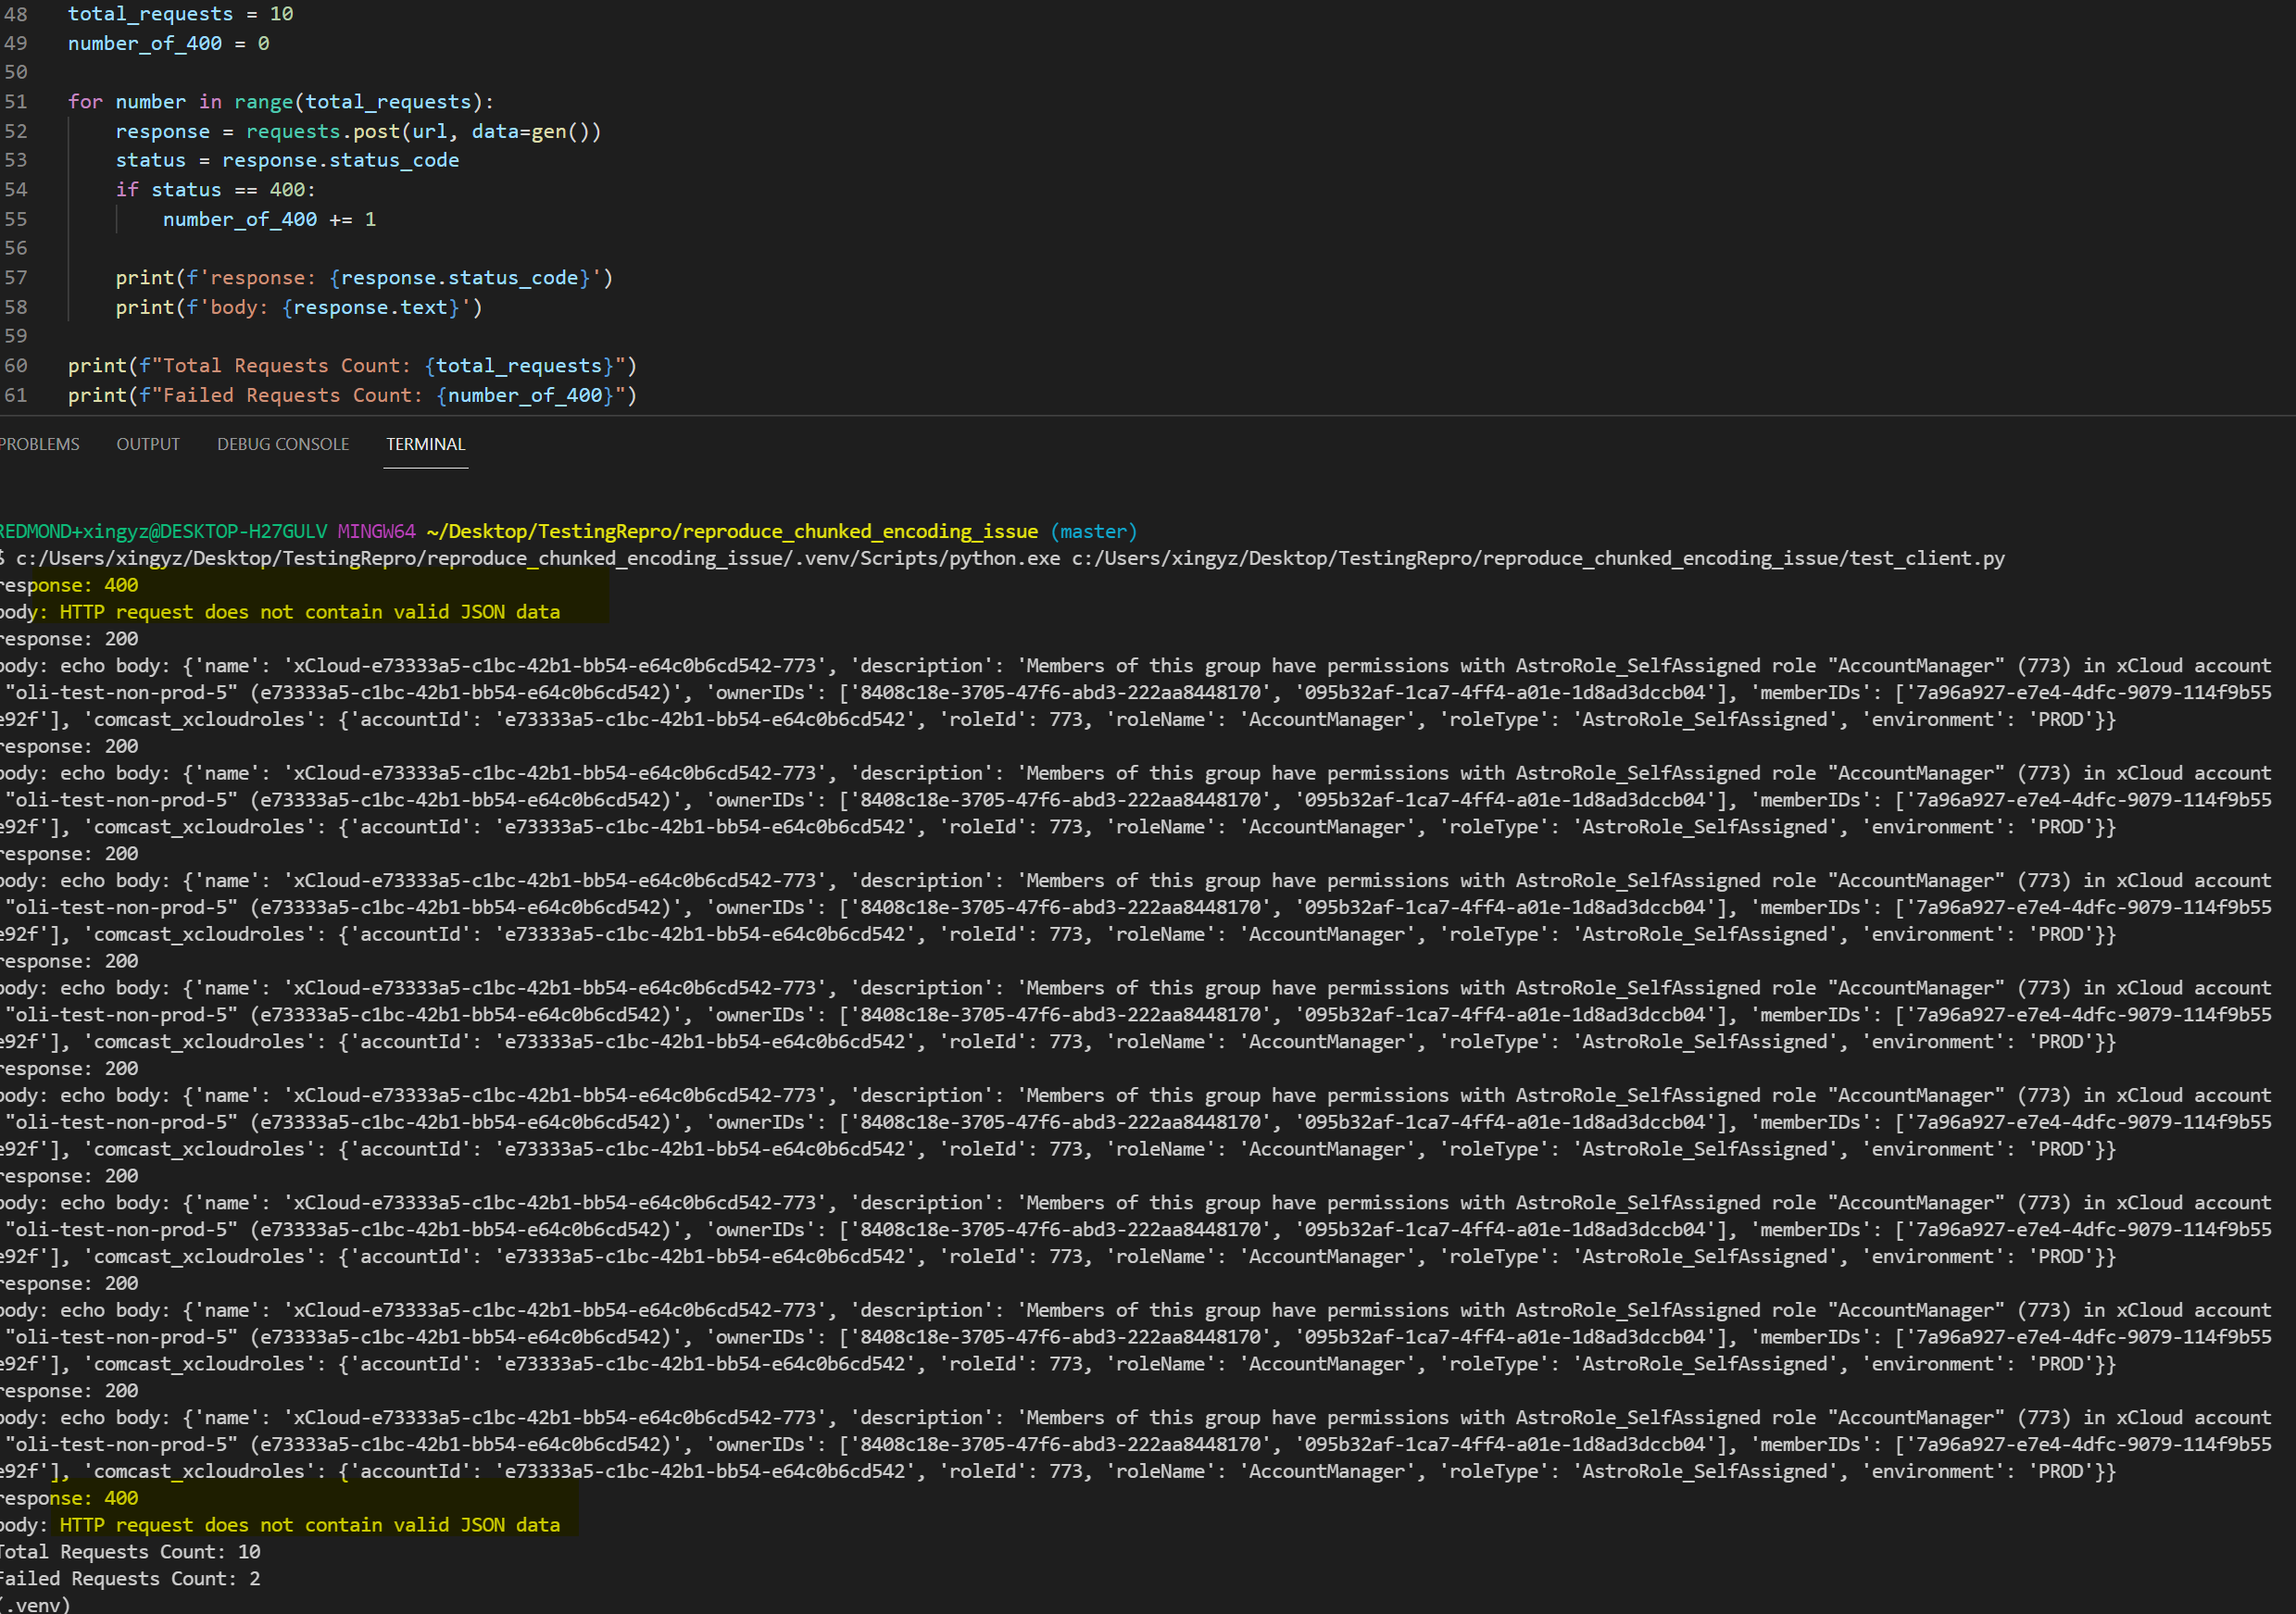 48 total_requests = 10
49 number_of_400 = 0
50
51 for number in range(total_requests):
52 response = requests.post(url, data=gen())
53 status = response.status_code
54 if status == 400:
55 number_of_400 += 1
56
57 print(f'response: {response.status_code}')
58 print(f'body: {response.text}')
59
60 print(f"Total Requests Count: {total_requests}")
61 print(f"Failed Requests Count: {number_of_400}")
PROBLEMS OUTPUT DEBUG CONSOLE TERMINAL
REDMOND+xingyz@DESKTOP-H27GULV MINGW64 ~/Desktop/TestingRepro/reproduce_chunked_encoding_issue (master)
$ c:/Users/xingyz/Desktop/TestingRepro/reproduce_chunked_encoding_issue/.venv/Scripts/python.exe c:/Users/xingyz/Desktop/TestingRepro/reproduce_chunked_encoding_issue/test_client.py
response: 400
body: HTTP request does not contain valid JSON data
response: 200
body: echo body: {'name': 'xCloud-e73333a5-c1bc-42b1-bb54-e64c0b6cd542-773', 'description': 'Members of this group have permissions with AstroRole_SelfAssigned role "AccountManager" (773) in xCloud account
"oli-test-non-prod-5" (e73333a5-c1bc-42b1-bb54-e64c0b6cd542)', 'ownerIDs': ['8408c18e-3705-47f6-abd3-222aa8448170', '095b32af-1ca7-4ff4-a01e-1d8ad3dccb04'], 'memberIDs': ['7a96a927-e7e4-4dfc-9079-114f9b55
e92f'], 'comcast_xcloudroles': {'accountId': 'e73333a5-c1bc-42b1-bb54-e64c0b6cd542', 'roleId': 773, 'roleName': 'AccountManager', 'roleType': 'AstroRole_SelfAssigned', 'environment': 'PROD'}}
response: 200
body: echo body: {'name': 'xCloud-e73333a5-c1bc-42b1-bb54-e64c0b6cd542-773', 'description': 'Members of this group have permissions with AstroRole_SelfAssigned role "AccountManager" (773) in xCloud account
"oli-test-non-prod-5" (e73333a5-c1bc-42b1-bb54-e64c0b6cd542)', 'ownerIDs': ['8408c18e-3705-47f6-abd3-222aa8448170', '095b32af-1ca7-4ff4-a01e-1d8ad3dccb04'], 'memberIDs': ['7a96a927-e7e4-4dfc-9079-114f9b55
e92f'], 'comcast_xcloudroles': {'accountId': 'e73333a5-c1bc-42b1-bb54-e64c0b6cd542', 'roleId': 773, 'roleName': 'AccountManager', 'roleType': 'AstroRole_SelfAssigned', 'environment': 'PROD'}}
response: 200
body: echo body: {'name': 'xCloud-e73333a5-c1bc-42b1-bb54-e64c0b6cd542-773', 'description': 'Members of this group have permissions with AstroRole_SelfAssigned role "AccountManager" (773) in xCloud account
"oli-test-non-prod-5" (e73333a5-c1bc-42b1-bb54-e64c0b6cd542)', 'ownerIDs': ['8408c18e-3705-47f6-abd3-222aa8448170', '095b32af-1ca7-4ff4-a01e-1d8ad3dccb04'], 'memberIDs': ['7a96a927-e7e4-4dfc-9079-114f9b55
e92f'], 'comcast_xcloudroles': {'accountId': 'e73333a5-c1bc-42b1-bb54-e64c0b6cd542', 'roleId': 773, 'roleName': 'AccountManager', 'roleType': 'AstroRole_SelfAssigned', 'environment': 'PROD'}}
response: 200
body: echo body: {'name': 'xCloud-e73333a5-c1bc-42b1-bb54-e64c0b6cd542-773', 'description': 'Members of this group have permissions with AstroRole_SelfAssigned role "AccountManager" (773) in xCloud account
"oli-test-non-prod-5" (e73333a5-c1bc-42b1-bb54-e64c0b6cd542)', 'ownerIDs': ['8408c18e-3705-47f6-abd3-222aa8448170', '095b32af-1ca7-4ff4-a01e-1d8ad3dccb04'], 'memberIDs': ['7a96a927-e7e4-4dfc-9079-114f9b55
e92f'], 'comcast_xcloudroles': {'accountId': 'e73333a5-c1bc-42b1-bb54-e64c0b6cd542', 'roleId': 773, 'roleName': 'AccountManager', 'roleType': 'AstroRole_SelfAssigned', 'environment': 'PROD'}}
response: 200
body: echo body: {'name': 'xCloud-e73333a5-c1bc-42b1-bb54-e64c0b6cd542-773', 'description': 'Members of this group have permissions with AstroRole_SelfAssigned role "AccountManager" (773) in xCloud account
"oli-test-non-prod-5" (e73333a5-c1bc-42b1-bb54-e64c0b6cd542)', 'ownerIDs': ['8408c18e-3705-47f6-abd3-222aa8448170', '095b32af-1ca7-4ff4-a01e-1d8ad3dccb04'], 'memberIDs': ['7a96a927-e7e4-4dfc-9079-114f9b55
e92f'], 'comcast_xcloudroles': {'accountId': 'e73333a5-c1bc-42b1-bb54-e64c0b6cd542', 'roleId': 773, 'roleName': 'AccountManager', 'roleType': 'AstroRole_SelfAssigned', 'environment': 'PROD'}}
response: 200
body: echo body: {'name': 'xCloud-e73333a5-c1bc-42b1-bb54-e64c0b6cd542-773', 'description': 'Members of this group have permissions with AstroRole_SelfAssigned role "AccountManager" (773) in xCloud account
"oli-test-non-prod-5" (e73333a5-c1bc-42b1-bb54-e64c0b6cd542)', 'ownerIDs': ['8408c18e-3705-47f6-abd3-222aa8448170', '095b32af-1ca7-4ff4-a01e-1d8ad3dccb04'], 'memberIDs': ['7a96a927-e7e4-4dfc-9079-114f9b55
e92f'], 'comcast_xcloudroles': {'accountId': 'e73333a5-c1bc-42b1-bb54-e64c0b6cd542', 'roleId': 773, 'roleName': 'AccountManager', 'roleType': 'AstroRole_SelfAssigned', 'environment': 'PROD'}}
response: 200
body: echo body: {'name': 'xCloud-e73333a5-c1bc-42b1-bb54-e64c0b6cd542-773', 'description': 'Members of this group have permissions with AstroRole_SelfAssigned role "AccountManager" (773) in xCloud account
"oli-test-non-prod-5" (e73333a5-c1bc-42b1-bb54-e64c0b6cd542)', 'ownerIDs': ['8408c18e-3705-47f6-abd3-222aa8448170', '095b32af-1ca7-4ff4-a01e-1d8ad3dccb04'], 'memberIDs': ['7a96a927-e7e4-4dfc-9079-114f9b55
e92f'], 'comcast_xcloudroles': {'accountId': 'e73333a5-c1bc-42b1-bb54-e64c0b6cd542', 'roleId': 773, 'roleName': 'AccountManager', 'roleType': 'AstroRole_SelfAssigned', 'environment': 'PROD'}}
response: 200
body: echo body: {'name': 'xCloud-e73333a5-c1bc-42b1-bb54-e64c0b6cd542-773', 'description': 'Members of this group have permissions with AstroRole_SelfAssigned role "AccountManager" (773) in xCloud account
"oli-test-non-prod-5" (e73333a5-c1bc-42b1-bb54-e64c0b6cd542)', 'ownerIDs': ['8408c18e-3705-47f6-abd3-222aa8448170', '095b32af-1ca7-4ff4-a01e-1d8ad3dccb04'], 'memberIDs': ['7a96a927-e7e4-4dfc-9079-114f9b55
e92f'], 'comcast_xcloudroles': {'accountId': 'e73333a5-c1bc-42b1-bb54-e64c0b6cd542', 'roleId': 773, 'roleName': 'AccountManager', 'roleType': 'AstroRole_SelfAssigned', 'environment': 'PROD'}}
response: 400
body: HTTP request does not contain valid JSON data
Total Requests Count: 10
Failed Requests Count: 2
(.venv)